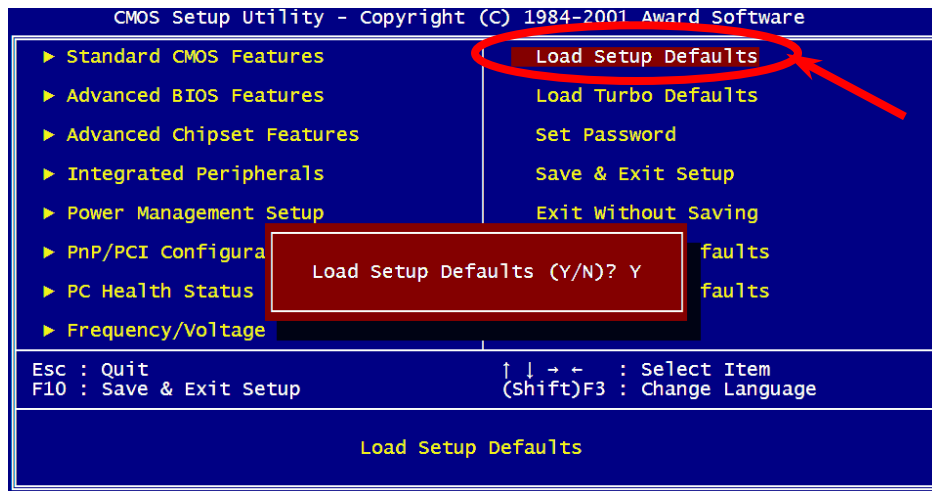 CMOS Setup Utility - Copyright (C) 1984-2001 Award Software
► Standard CMOS Features
► Advanced BIOS Features
► Advanced Chipset Features
► Integrated Peripherals
► Power Management Setup
► PnP/PCI Configura
► PC Health Status
► Frequency/Voltage
Load Setup Defaults
Load Turbo Defaults
Set Password
Save & Exit Setup
Exit Without Saving
faults
faults
Load Setup Defaults (Y/N)? Y
Esc : Quit
F10 : Save & Exit Setup
↑ ↓ → ← : Select Item
(Shift)F3 : Change Language
Load Setup Defaults